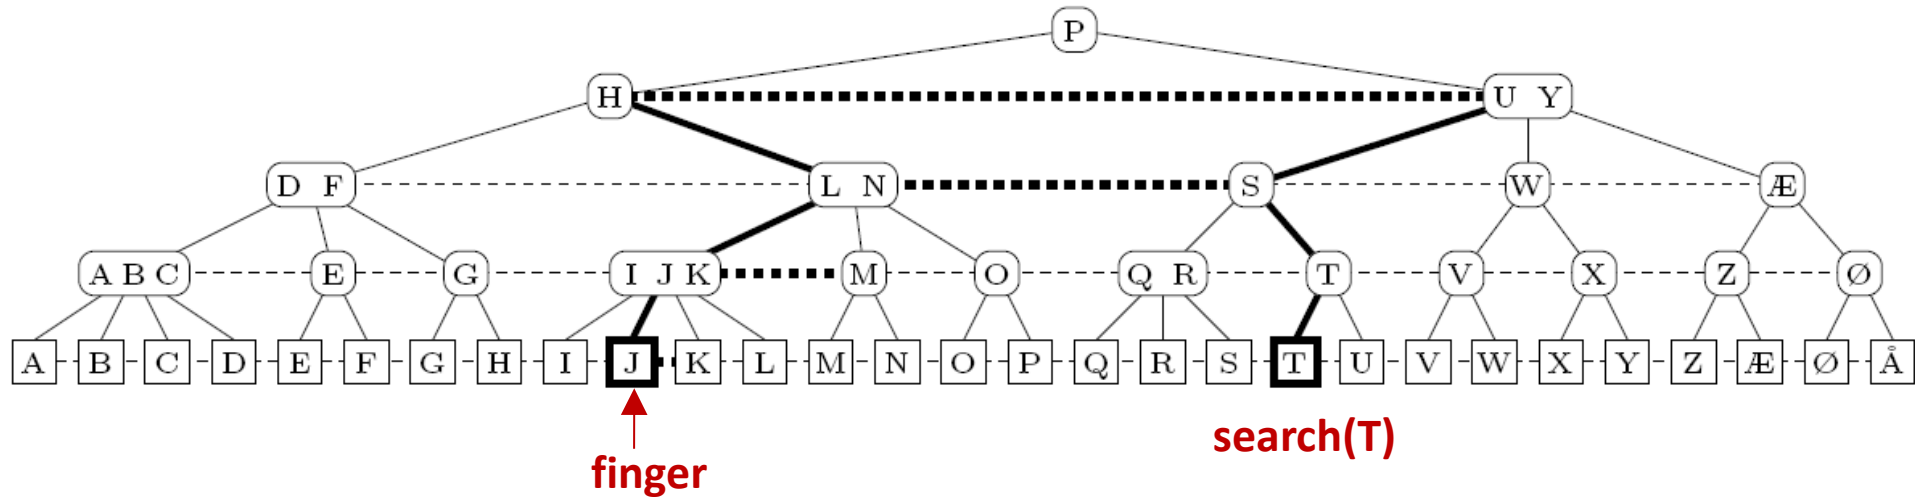 P
H U Y
D F L N S W Æ
A B C E G I J K M O Q R T V X Z Ø
A B C D E F G H I J K L M N O P Q R S T U V W X Y Z Æ Ø Å
search(T)
finger